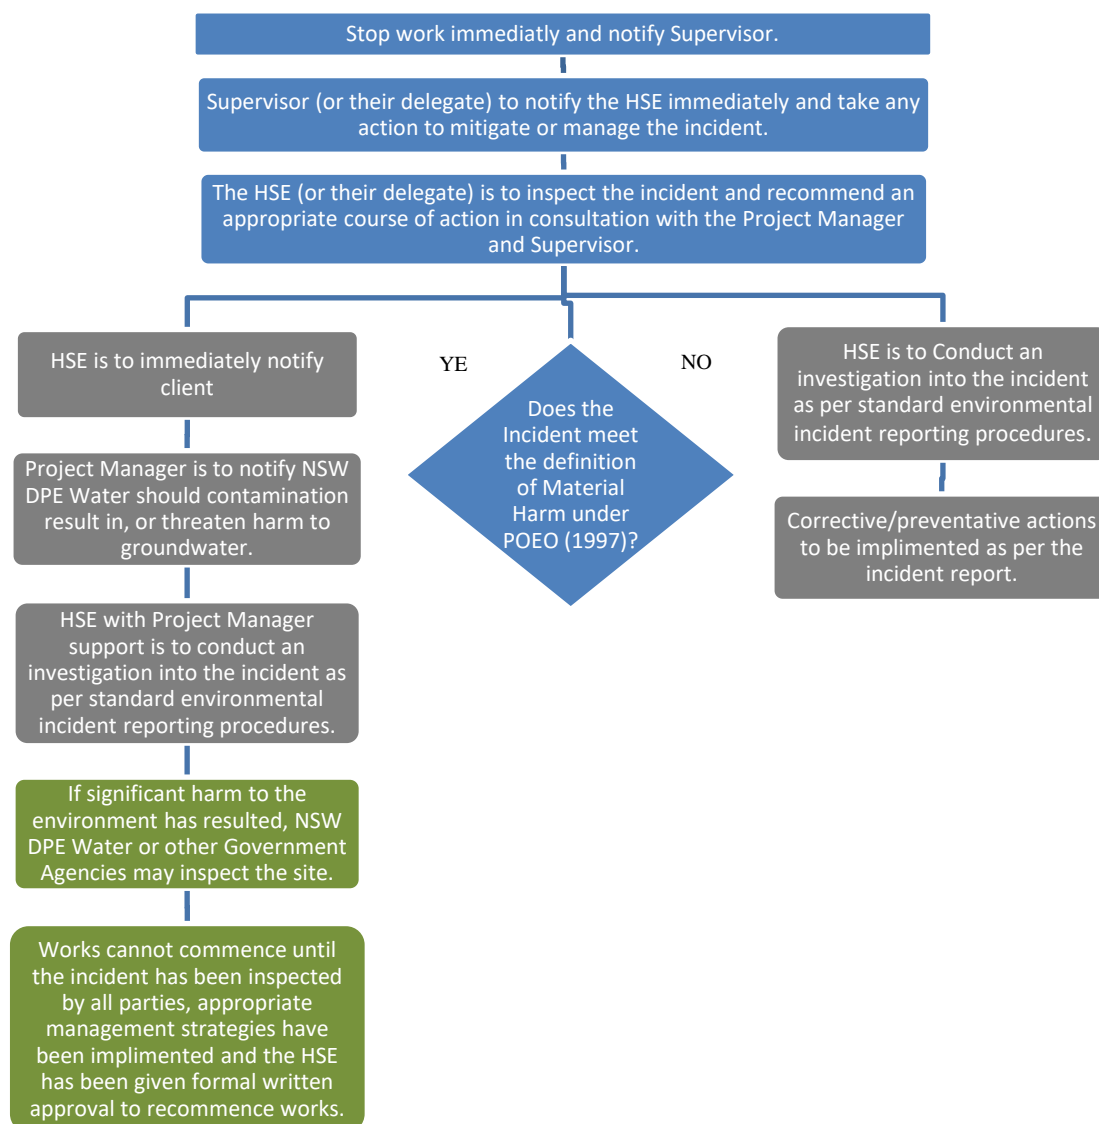 Stop work immediatly and notify Supervisor.
Supervisor (or their delegate) to notify the HSE immediately and take any
action to mitigate or manage the incident.
The HSE (or their delegate) is to inspect the incident and recommend an
appropriate course of action in consultation with the Project Manager
and Supervisor.
HSE is to immediately notify
client
Project Manager is to notify NSW
DPE Water should contamination
result in, or threaten harm to
groundwater.
HSE with Project Manager
support is to conduct an
investigation into the incident as
per standard environmental
incident reporting procedures.
If significant harm to the
environment has resulted, NSW
DPE Water or other Government
Agencies may inspect the site.
Works cannot commence until
the incident has been inspected
by all parties, appropriate
management strategies have
been implimented and the HSE
has been given formal written
approval to recommence works.
YE
Does the
Incident meet
the definition
of Material
Harm under
POEO (1997)?
NO
HSE is to Conduct an
investigation into the incident
as per standard environmental
incident reporting procedures.
Corrective/preventative actions
to be implimented as per the
incident report.